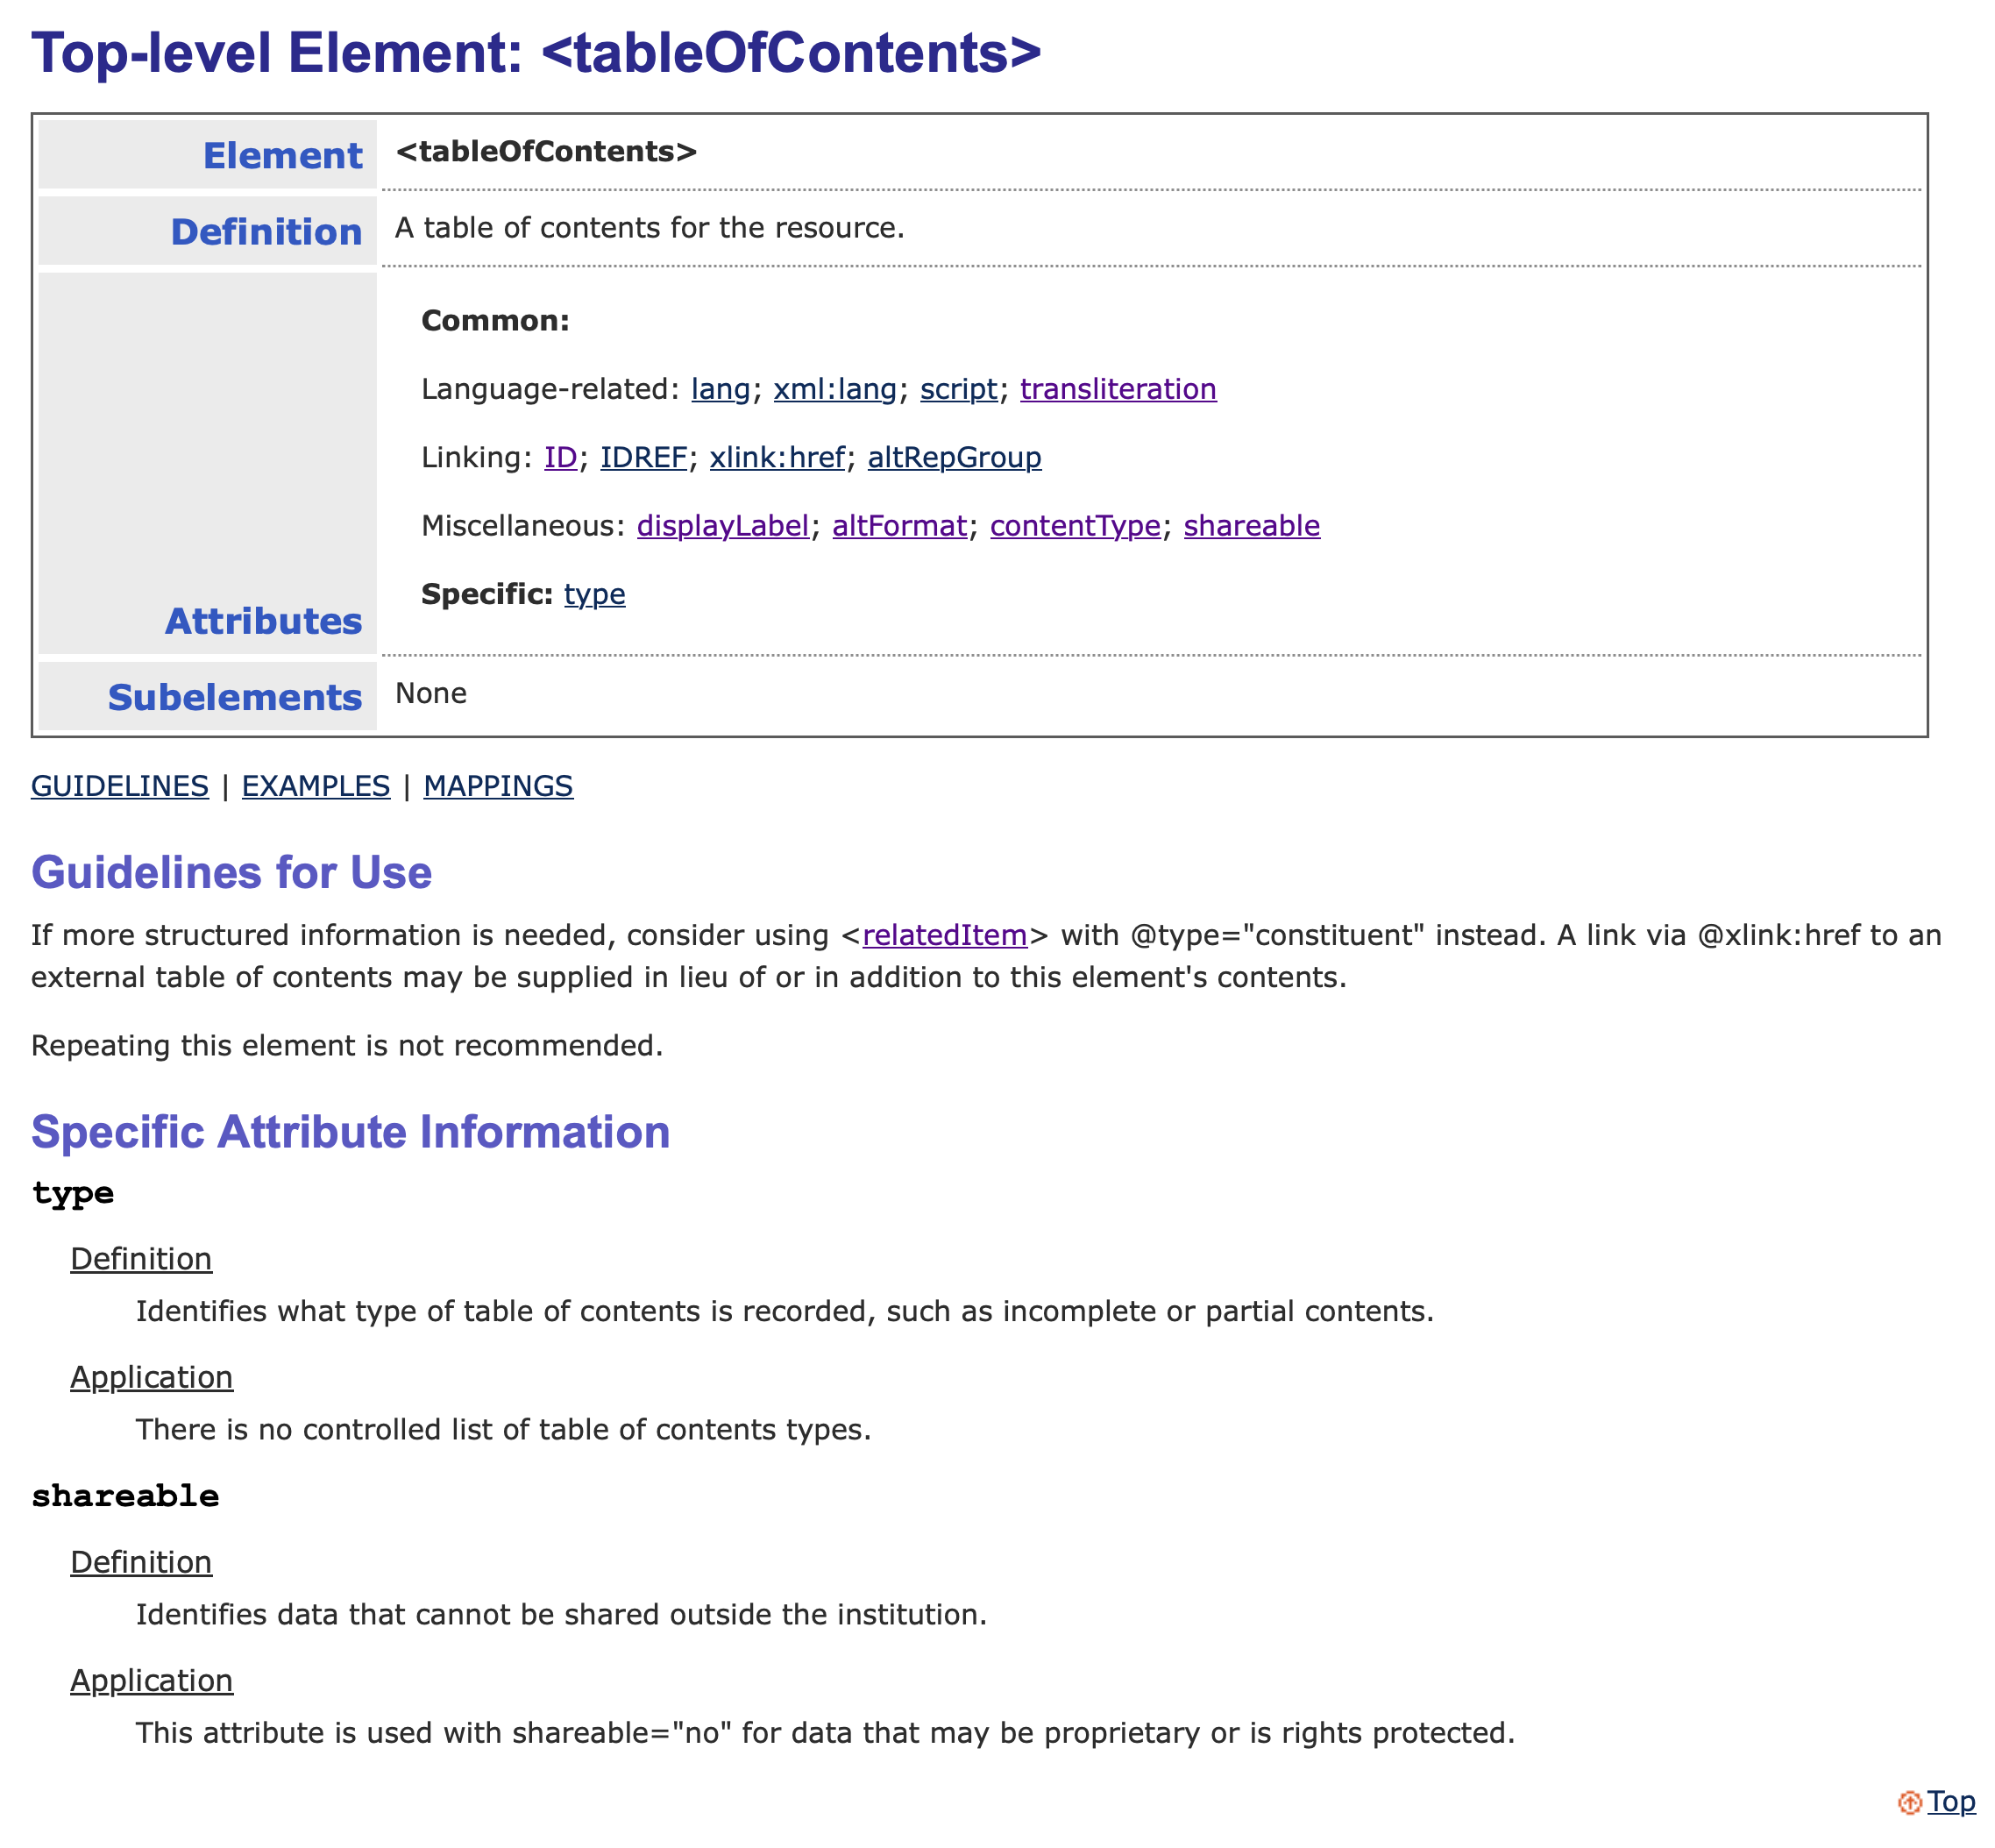 Top-level Element: <tableOfContents>
Element <tableOfContents>
Definition A table of contents for the resource.
Common:
Language-related: lang; xml:lang; script; transliteration
Linking: ID; IDREF; xlink:href; altRepGroup
Miscellaneous: displayLabel; altFormat; contentType; shareable
Specific: type
Attributes
Subelements None
GUIDELINES | EXAMPLES | MAPPINGS
Guidelines for Use
If more structured information is needed, consider using <relatedItem> with @type="constituent" instead. A link via @xlink:href to an
external table of contents may be supplied in lieu of or in addition to this element's contents.
Repeating this element is not recommended.
Specific Attribute Information
type
Definition
Identifies what type of table of contents is recorded, such as incomplete or partial contents.
Application
There is no controlled list of table of contents types.
shareable
Definition
Identifies data that cannot be shared outside the institution.
Application
This attribute is used with shareable="no" for data that may be proprietary or is rights protected.
Top